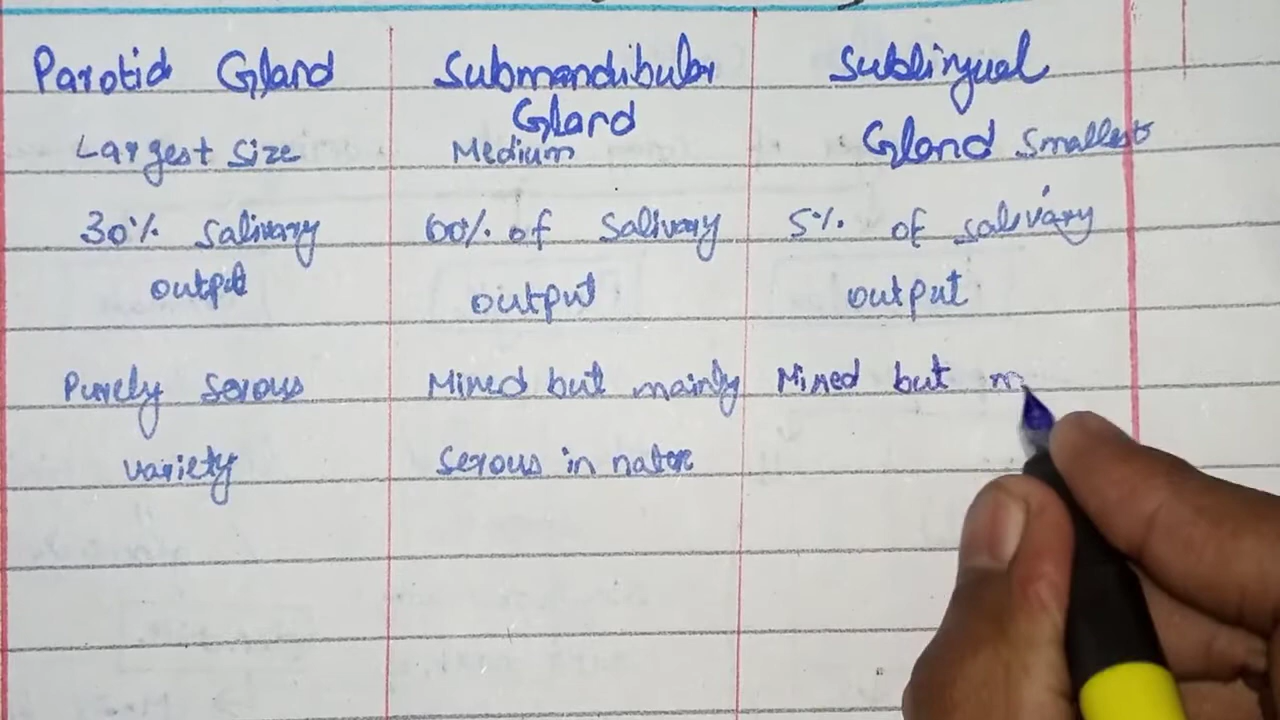 Parotid Gland Submandibular Sublingual
Gland
Largest size Medium Gland Smallest
30% salivary 60% of salivary 5% of salivary
output output output
Purely serous Mixed but mainly Mixed but m
variety serous in nature